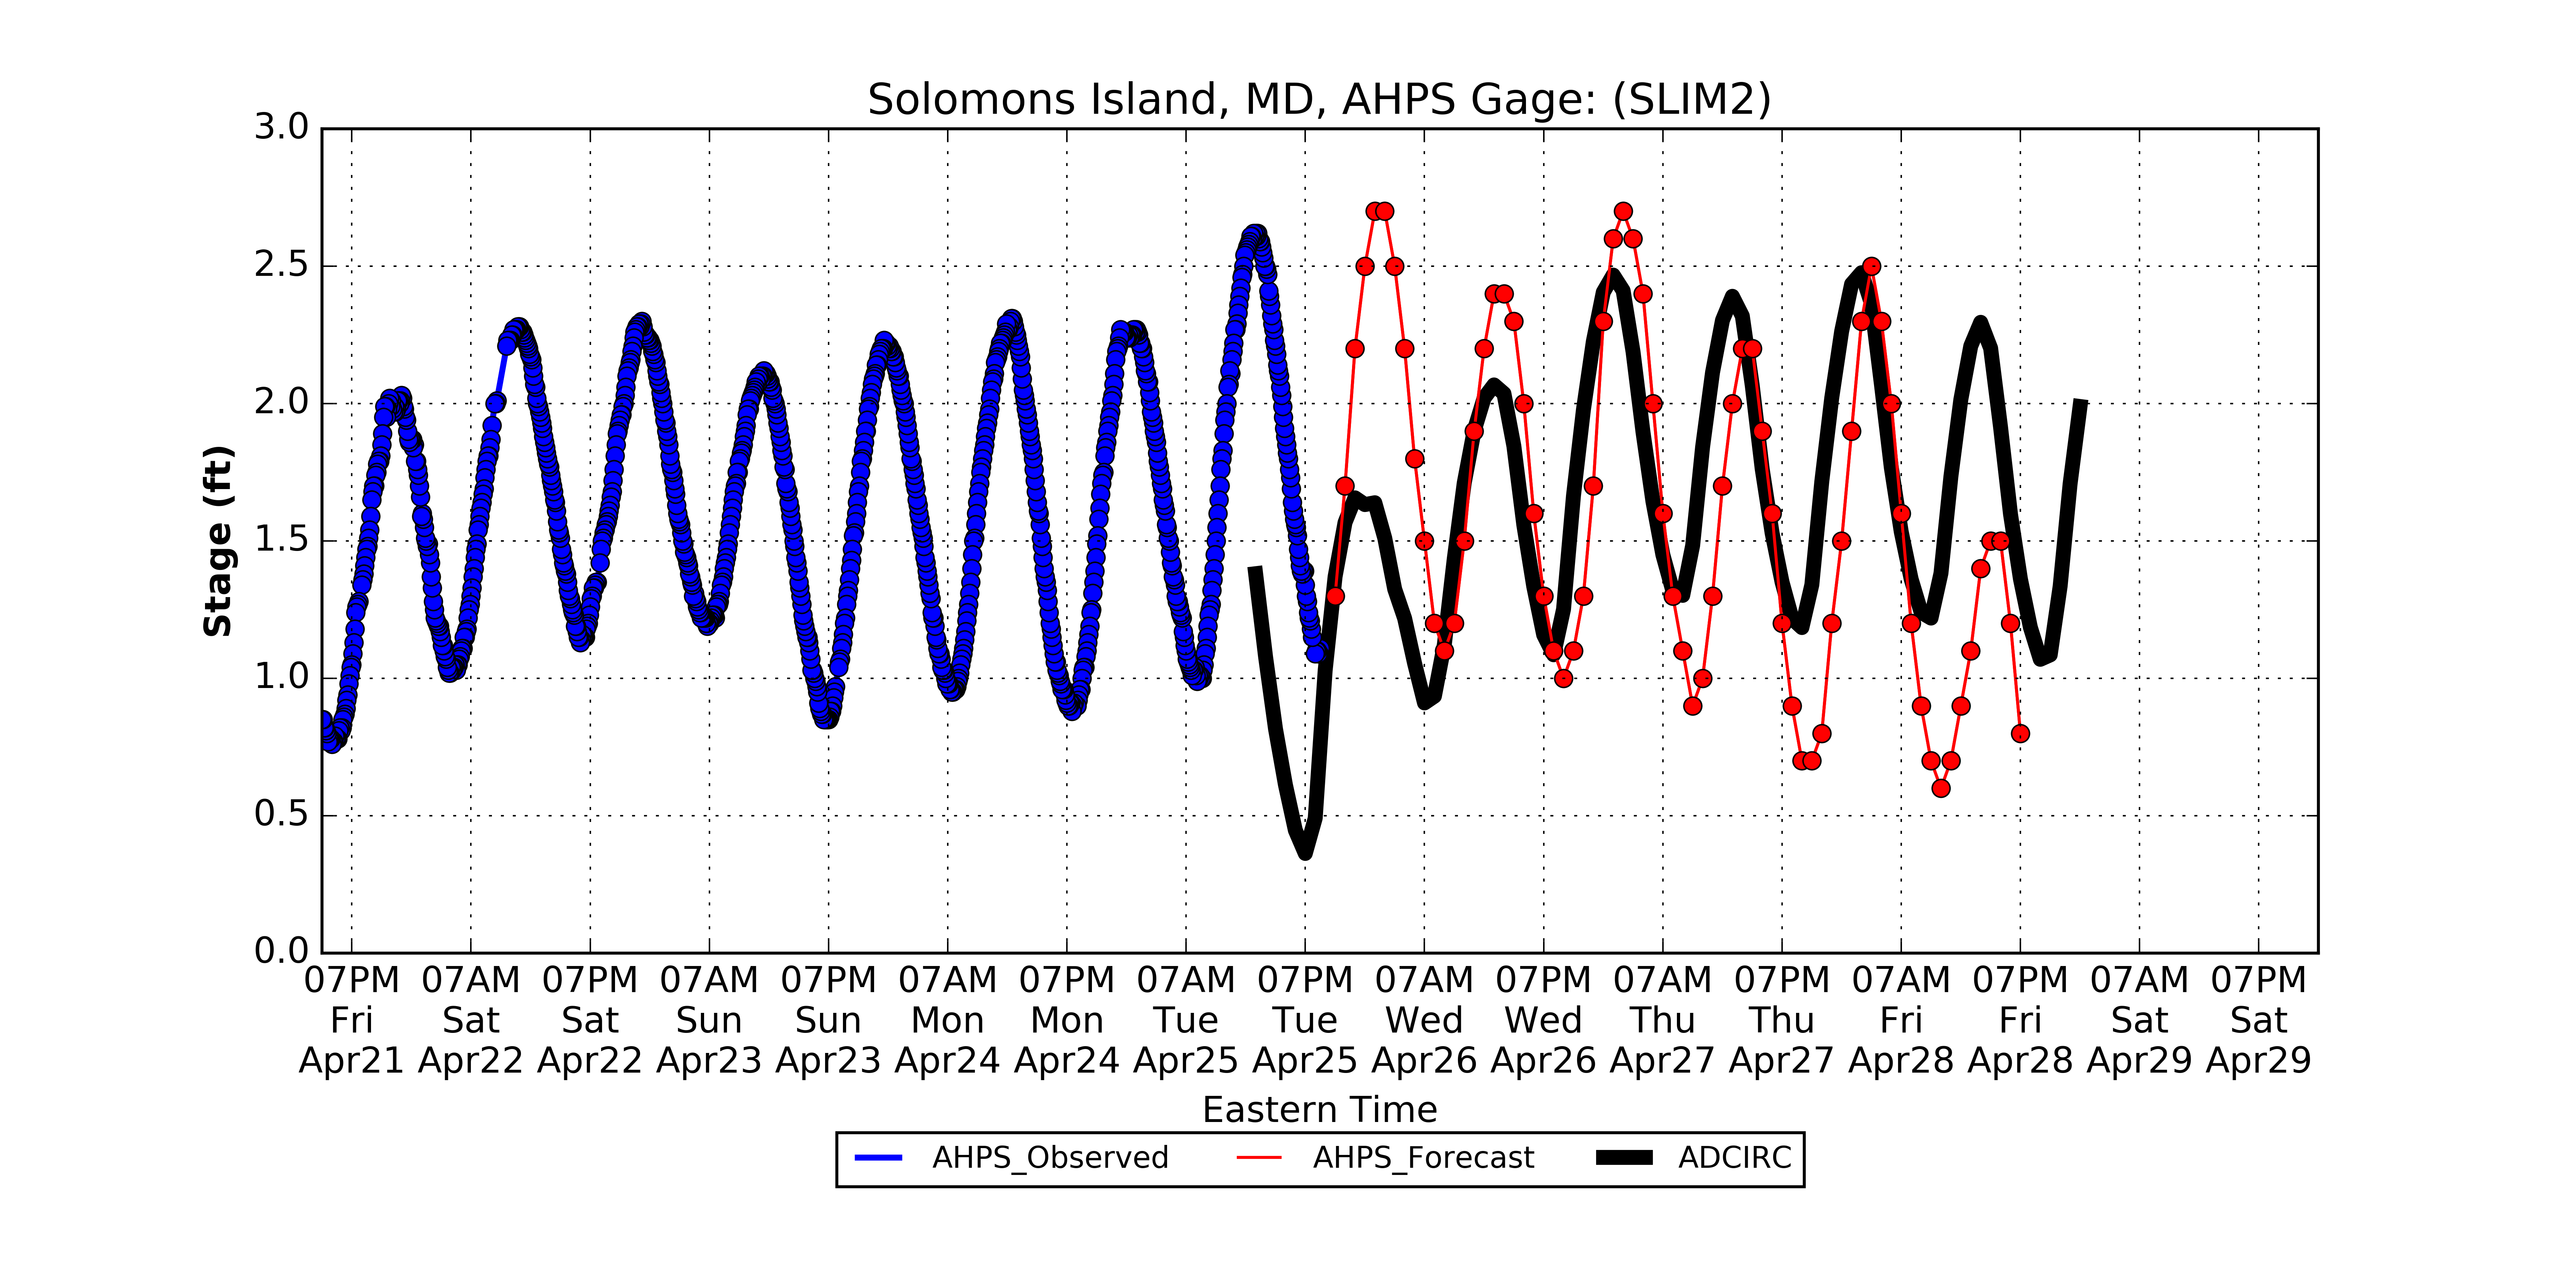 Solomons Island, MD, AHPS Gage: (SLIM2)
3.0
2.5
2.0
1.5
1.0
0.5
0.0
Stage (ft)
07PM 07AM 07PM 07AM 07PM 07AM 07PM 07AM 07PM 07AM 07PM 07AM 07PM 07AM 07PM 07AM 07PM
Fri Sat Sat Sun Sun Mon Mon Tue Tue Wed Wed Thu Thu Fri Fri Sat Sat
Apr21 Apr22 Apr22 Apr23 Apr23 Apr24 Apr24 Apr25 Apr25 Apr26 Apr26 Apr27 Apr27 Apr28 Apr28 Apr29 Apr29
Eastern Time
AHPS_Observed AHPS_Forecast ADCIRC